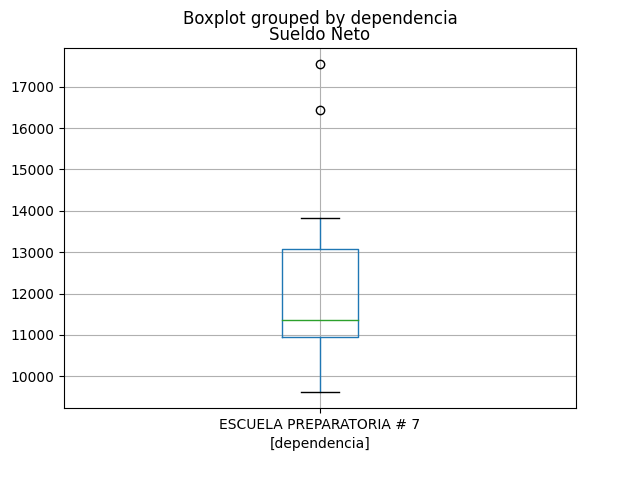 Boxplot grouped by dependencia
Sueldo Neto
17000
16000
15000
14000
13000
12000
11000
10000
ESCUELA PREPARATORIA # 7
[dependencia]